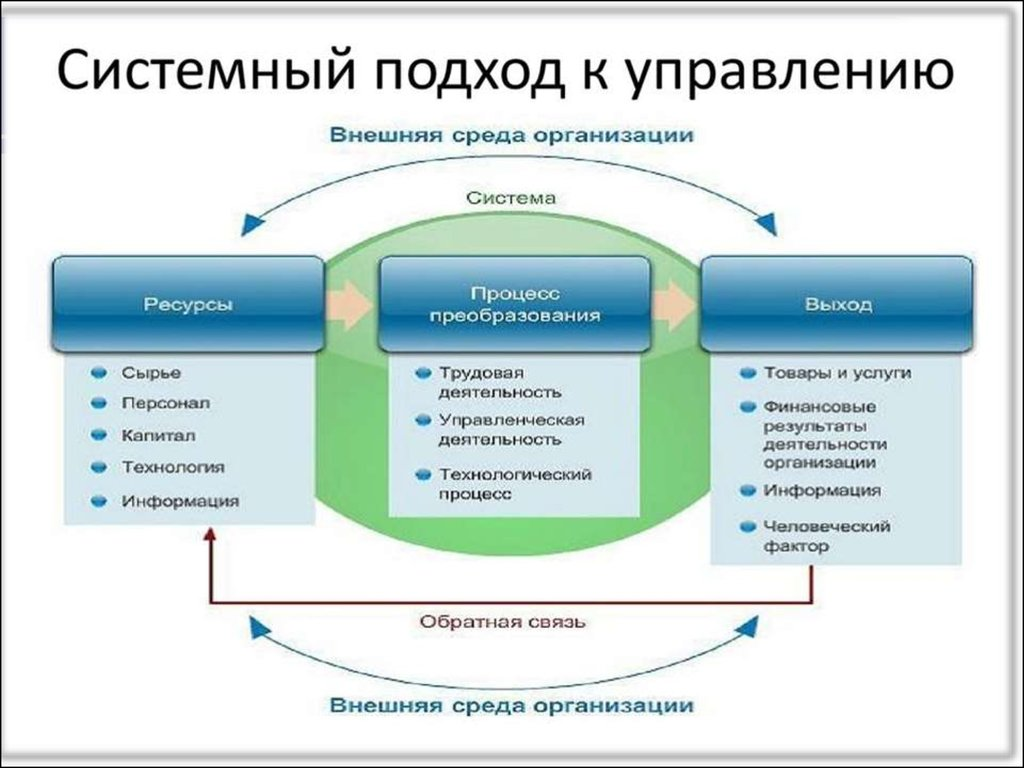 Системный подход к управлению
Внешняя среда организации
Система
Ресурсы
Сырье
Персонал
Капитал
Технология
Информация
Процесс
преобразования
Трудовая
деятельность
Управленческая
деятельность
Технологический
процесс
Выход
Товары и услуги
Финансовые
результаты
деятельности
организации
Информация
Человеческий
фактор
Обратная связь
Внешняя среда организации